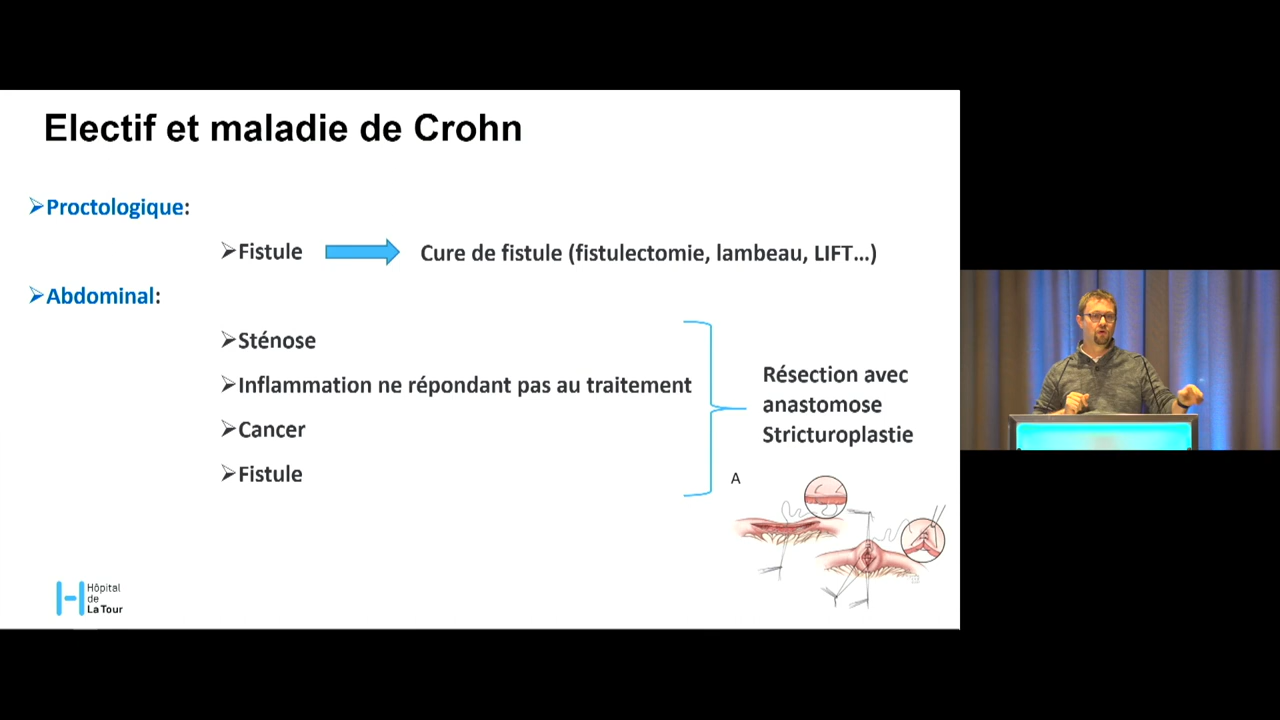 Electif et maladie de Crohn
➢Proctologique:
➢Fistule
Cure de fistule (fistulectomie, lambeau, LIFT…)
➢Abdominal:
➢Sténose
➢Inflammation ne répondant pas au traitement
➢Cancer
➢Fistule
Résection avec
anastomose
Stricturoplastie
A
Hôpital
de
La Tour